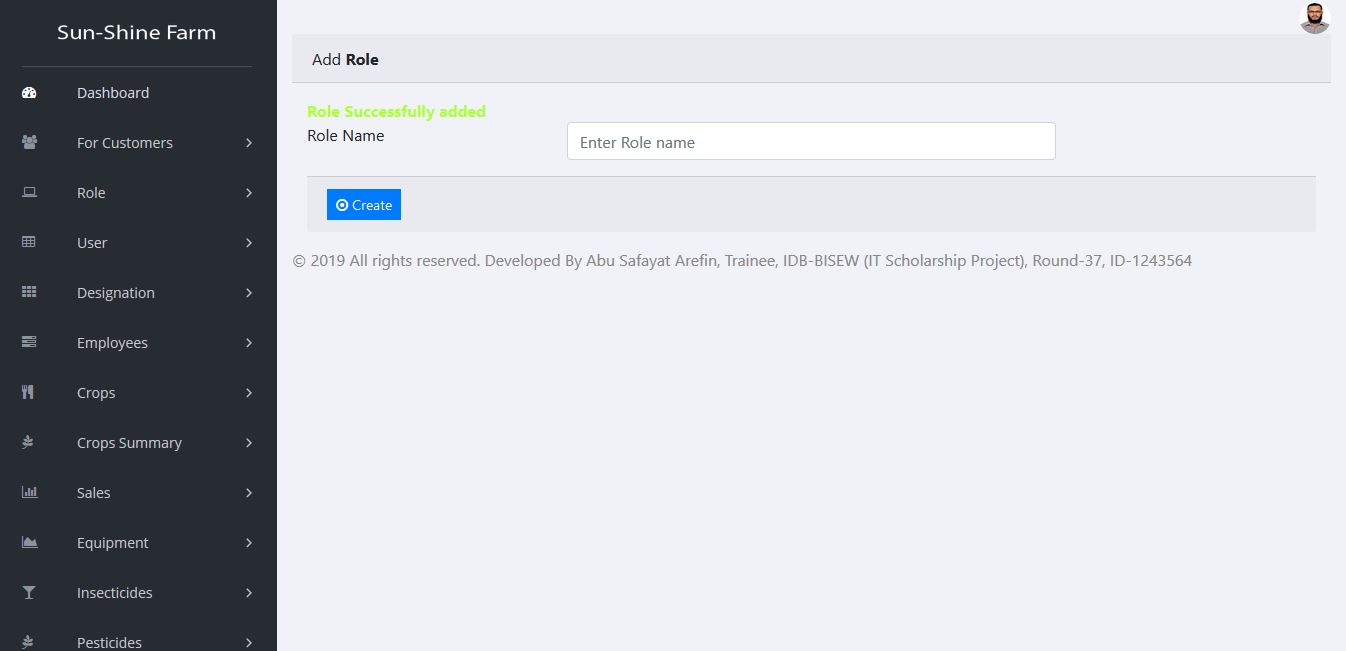 Sun-Shine Farm
Dashboard
For Customers
Role
User
Designation
Employees
Crops
Crops Summary
Sales
Equipment
Insecticides
Pesticides
Add Role
Role Successfully added
Role Name
Enter Role name
Create
© 2019 All rights reserved. Developed By Abu Safayat Arefin, Trainee, IDB-BISEW (IT Scholarship Project), Round-37, ID-1243564